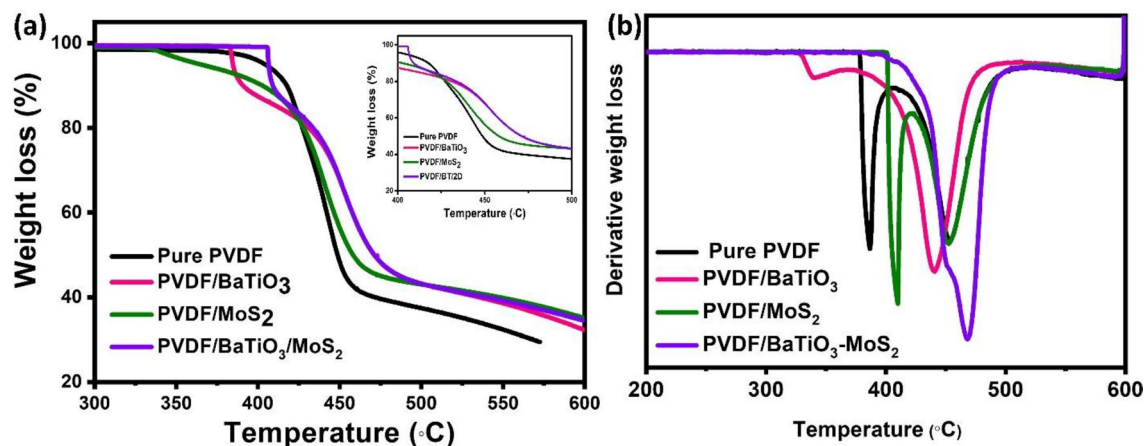 (a)
Weight loss (%)
100
80
60
40
20
300
350
400
450
500
550
600
Temperature (◦C)
Pure PVDF
PVDF/BaTiO3
PVDF/MoS2
PVDF/BaTiO3/MoS2
Weight loss (%)
100
80
60
40
20
400
450
500
Temperature (◦C)
Pure PVDF
PVDF/BaTiO3
PVDF/MoS2
PVDF/BT/2D
(b)
Derivative weight loss
200
300
400
500
600
Temperature (◦C)
Pure PVDF
PVDF/BaTiO3
PVDF/MoS2
PVDF/BaTiO3-MoS2